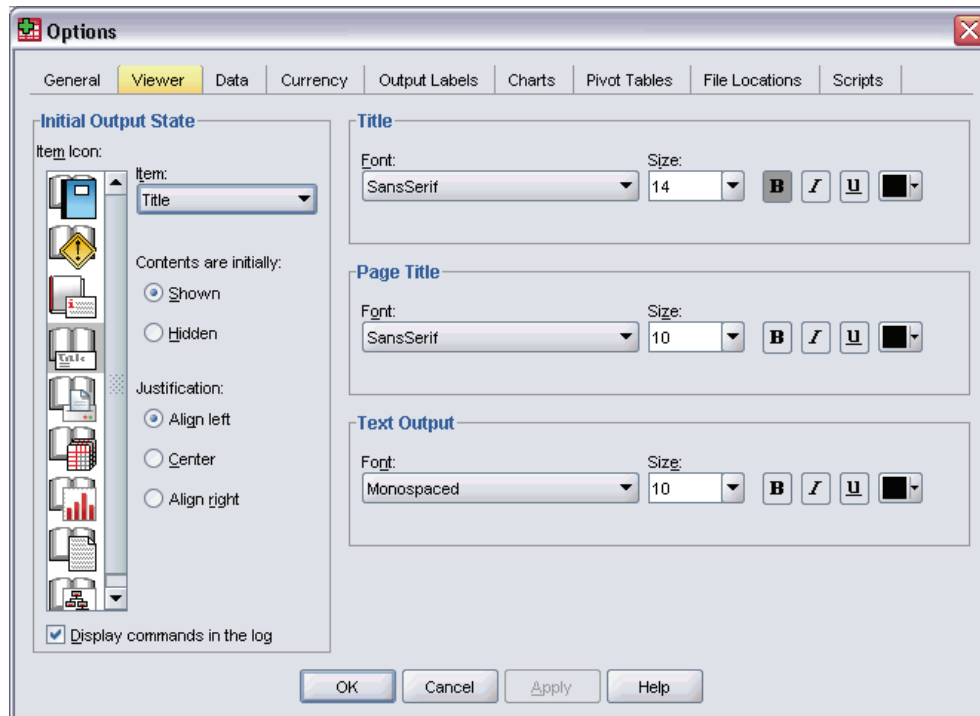 Options
General Viewer Data Currency Output Labels Charts Pivot Tables File Locations Scripts
Initial Output State
Item Icon:
Item:
Title
Contents are initially:
Shown
Hidden
Justification:
Align left
Center
Align right
Title
Display commands in the log
Title
Font: Size:
SansSerif 14 B I U
Page Title
Font: Size:
SansSerif 10 B I U
Text Output
Font: Size:
Monospaced 10 B I U
OK Cancel Apply Help